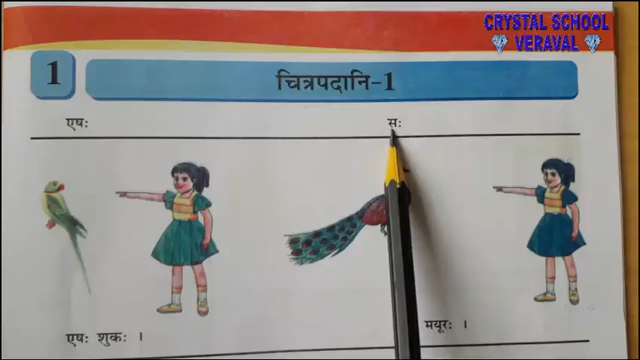 CRYSTAL SCHOOL
VERAVAL
1
चित्रपदानि-1
एषः
सः
एषः शुकः ।
मयूरः ।